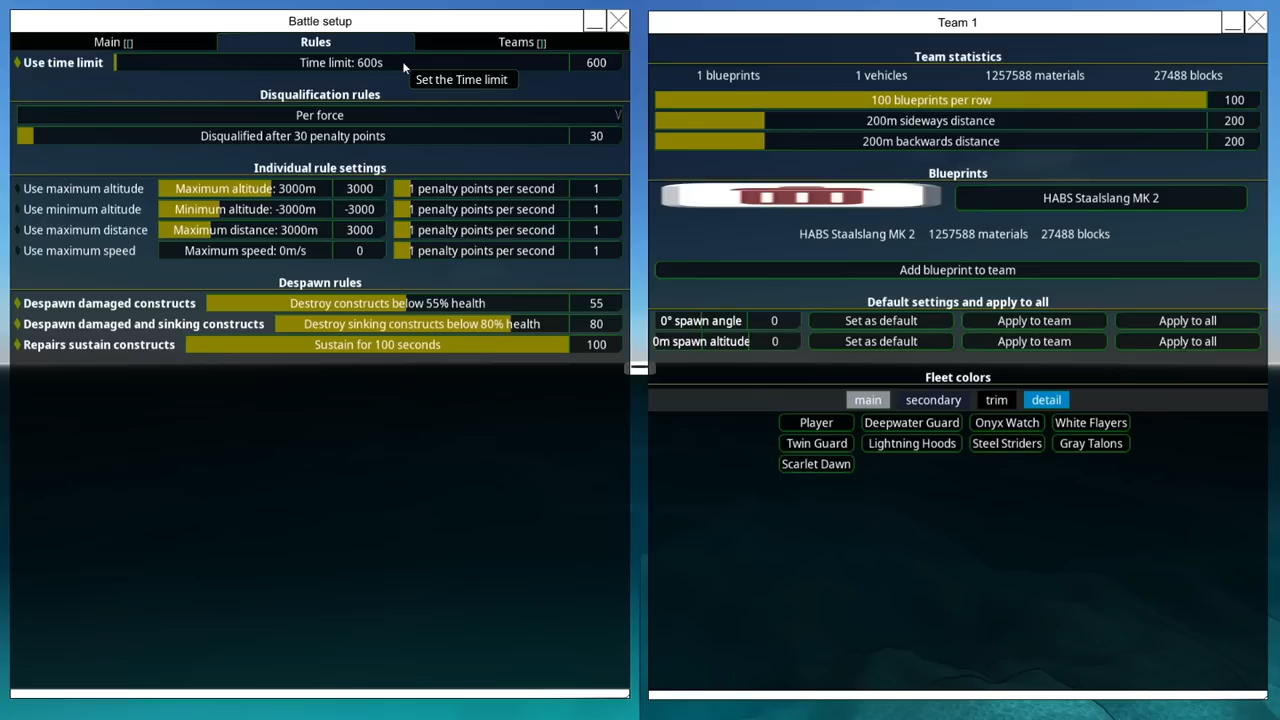 Battle setup
Main [[]
Rules
Teams []]
Use time limit
Time limit: 600s
600
Set the Time limit
Disqualification rules
Per force
Disqualified after 30 penalty points
30
Individual rule settings
Use maximum altitude
Maximum altitude: 3000m
3000
1 penalty points per second
1
Use minimum altitude
Minimum altitude: -3000m
-3000
1 penalty points per second
1
Use maximum distance
Maximum distance: 3000m
3000
1 penalty points per second
1
Use maximum speed
Maximum speed: 0m/s
0
1 penalty points per second
1
Despawn rules
Despawn damaged constructs
Destroy constructs below 55% health
55
Despawn damaged and sinking constructs
Destroy sinking constructs below 80% health
80
Repairs sustain constructs
Sustain for 100 seconds
100
Team 1
Team statistics
1 blueprints
1 vehicles
1257588 materials
27488 blocks
100 blueprints per row
100
200m sideways distance
200
200m backwards distance
200
Blueprints
HABS Staalslang MK 2
HABS Staalslang MK 2
1257588 materials
27488 blocks
Add blueprint to team
Default settings and apply to all
0° spawn angle
0
Set as default
Apply to team
Apply to all
0m spawn altitude
0
Set as default
Apply to team
Apply to all
Fleet colors
main
secondary
trim
detail
Player
Deepwater Guard
Onyx Watch
White Flayers
Twin Guard
Lightning Hoods
Steel Striders
Gray Talons
Scarlet Dawn